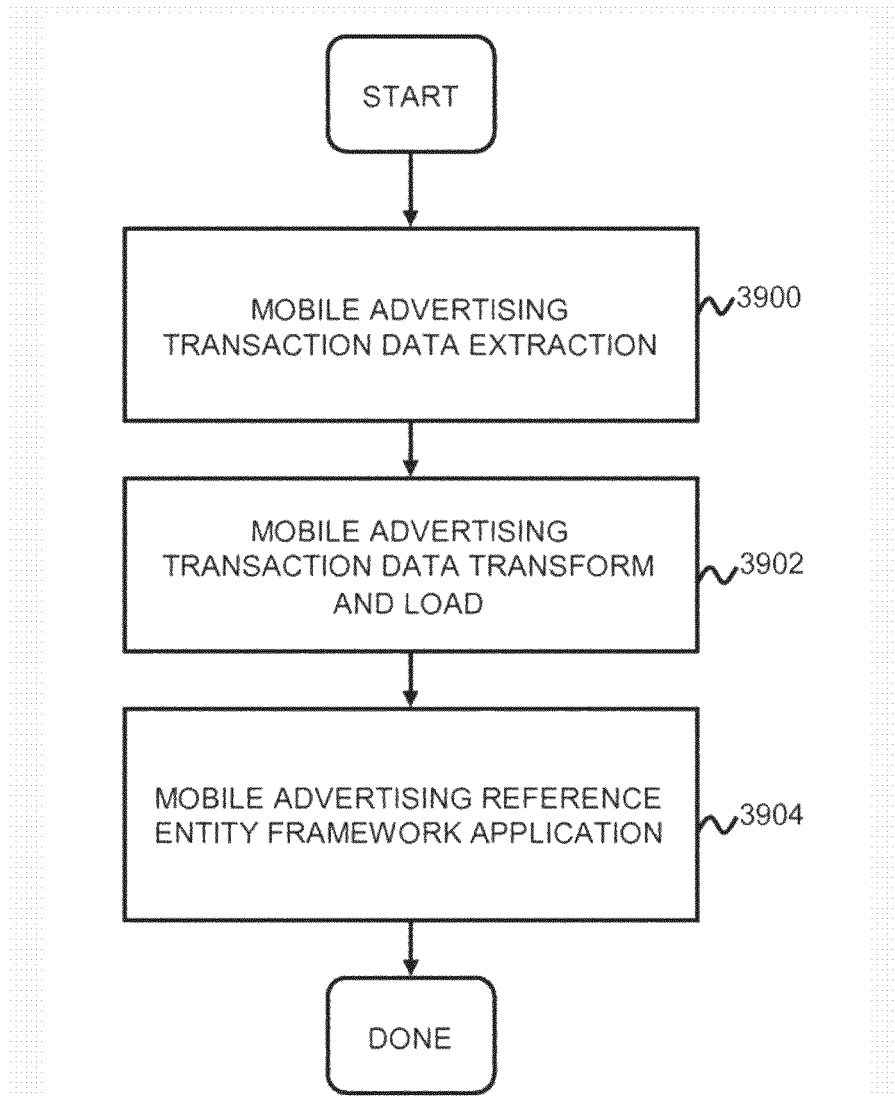 START
MOBILE ADVERTISING
TRANSACTION DATA EXTRACTION
3900
MOBILE ADVERTISING
TRANSACTION DATA TRANSFORM
AND LOAD
3902
MOBILE ADVERTISING REFERENCE
ENTITY FRAMEWORK APPLICATION
3904
DONE